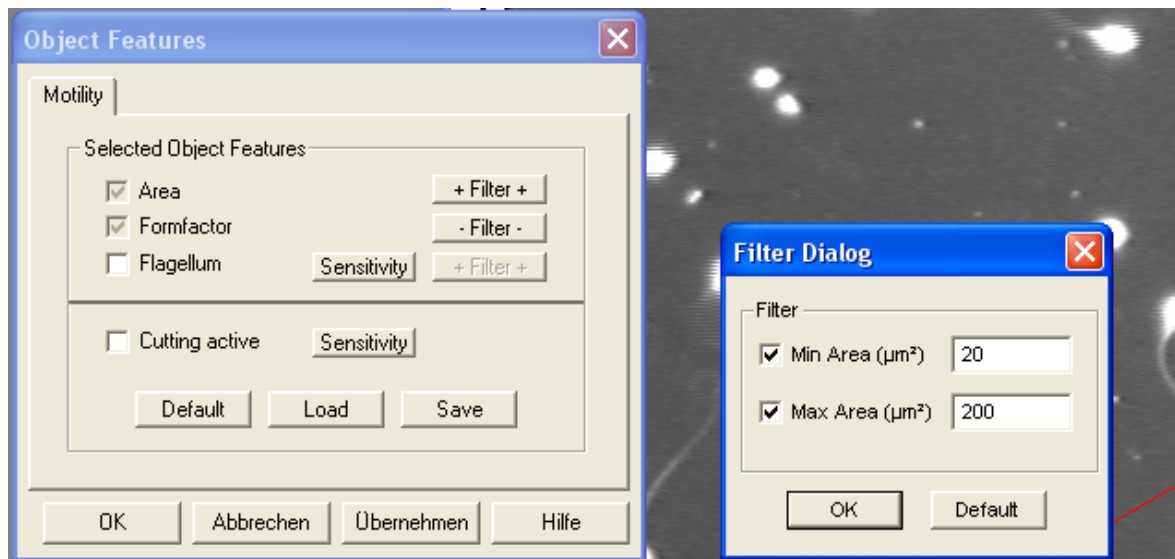 Object Features
Motility
Selected Object Features
Area
+ Filter +
Formfactor
- Filter -
Flagellum
Sensitivity
+ Filter +
Cutting active
Sensitivity
Default
Load
Save
OK
Abbrechen
Übernehmen
Hilfe
Filter Dialog
Filter
Min Area (µm²)
20
Max Area (µm²)
200
OK
Default